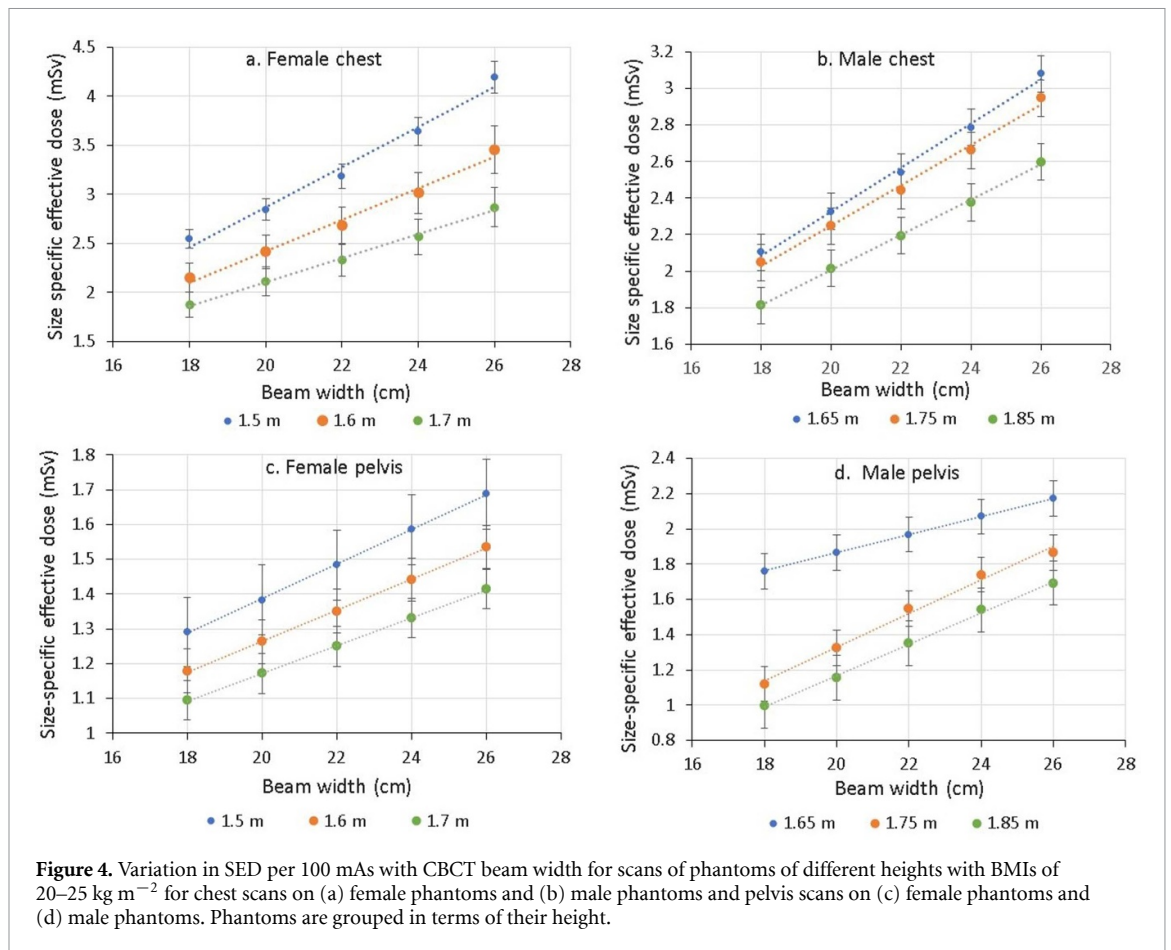 a. Female chest
Size specific effective dose (mSv)
4.5
4
3.5
3
2.5
2
1.5
16 18 20 22 24 26 28
Beam width (cm)
1.5 m 1.6 m 1.7 m
b. Male chest
Size specific effective dose (mSv)
3.2
3
2.8
2.6
2.4
2.2
2
1.8
1.6
16 18 20 22 24 26 28
Beam width (cm)
1.65 m 1.75 m 1.85 m
c. Female pelvis
Size-specific effective dose (mSv)
1.8
1.7
1.6
1.5
1.4
1.3
1.2
1.1
1
16 18 20 22 24 26 28
Beam width (cm)
1.5 m 1.6 m 1.7 m
d. Male pelvis
Size-specific effective dose (mSv)
2.4
2.2
2
1.8
1.6
1.4
1.2
1
0.8
16 18 20 22 24 26 28
Beam width (cm)
1.65 m 1.75 m 1.85 m
Figure 4. Variation in SED per 100 mAs with CBCT beam width for scans of phantoms of different heights with BMIs of
20–25 kg m⁻² for chest scans on (a) female phantoms and (b) male phantoms and pelvis scans on (c) female phantoms and
(d) male phantoms. Phantoms are grouped in terms of their height.